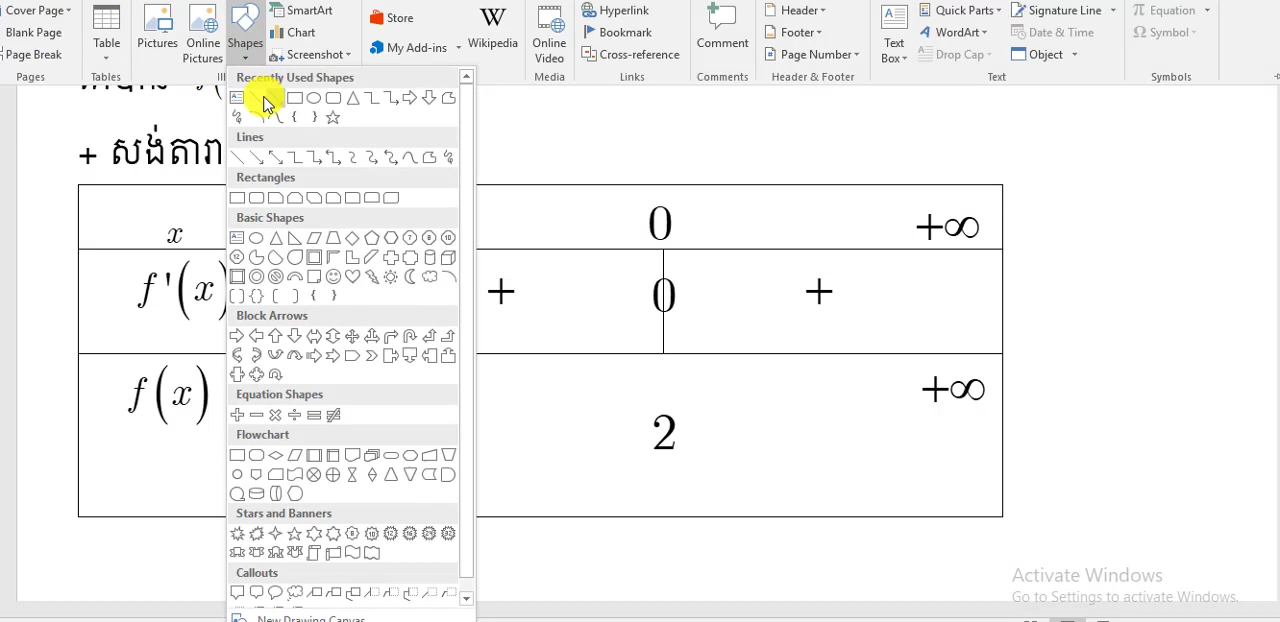 Cover Page
Blank Page
Page Break
Pages
Table
Tables
Pictures
Online Pictures
Shapes
SmartArt
Chart
Screenshot
Store
My Add-ins
Wikipedia
Online Video
Media
Hyperlink
Bookmark
Cross-reference
Links
Comment
Comments
Header
Footer
Page Number
Header & Footer
Text Box
Quick Parts
WordArt
Drop Cap
Signature Line
Date & Time
Object
Text
Equation
Symbol
Symbols
Recently Used Shapes
Lines
Rectangles
Basic Shapes
Block Arrows
Equation Shapes
Flowchart
Stars and Banners
Callouts
New Drawing Canvas
+ សង់តារា
x 0 +∞
f '(x) + 0 +
f(x) +∞
2
Activate Windows
Go to Settings to activate Windows.